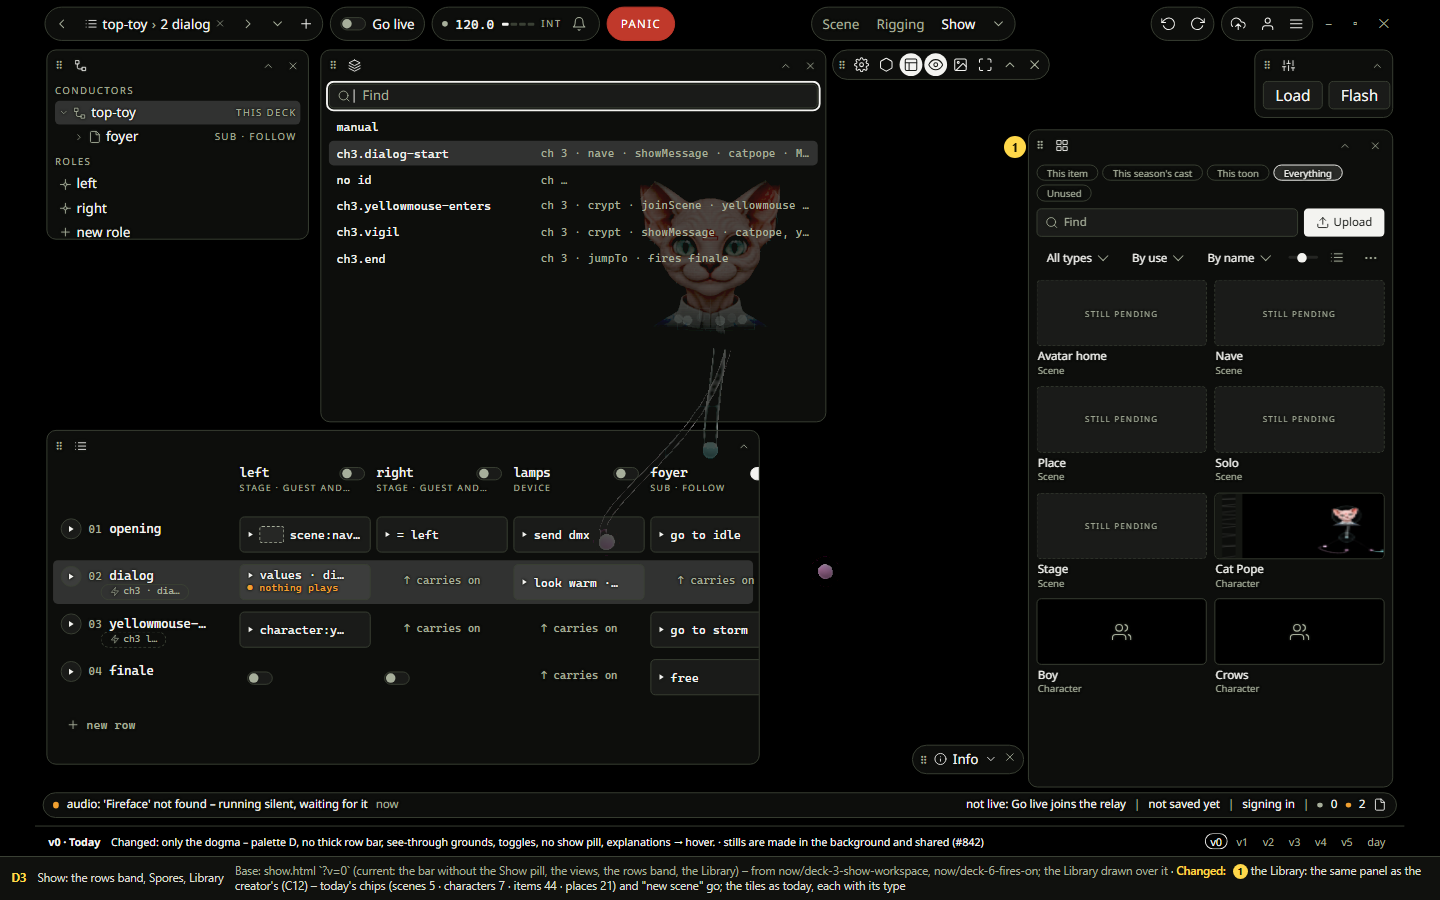 top-toy › 2 dialog ×
Go live
120.0
INT
PANIC
Scene
Rigging
Show
CONDUCTORS
top-toy
THIS DECK
foyer
SUB · FOLLOW
ROLES
left
right
+ new role
Find
manual
ch3.dialog-start
ch 3 · nave · showMessage · catpope · M…
no id
ch …
ch3.yellowmouse-enters
ch 3 · crypt · joinScene · yellowmouse …
ch3.vigil
ch 3 · crypt · showMessage · catpope, y…
ch3.end
ch 3 · jumpTo · fires finale
Load
Flash
1
This item
This season's cast
This toon
Everything
Unused
Find
Upload
All types
By use
By name
STILL PENDING
STILL PENDING
Avatar home
Nave
Scene
Scene
STILL PENDING
STILL PENDING
Place
Solo
Scene
Scene
STILL PENDING
Stage
Cat Pope
Scene
Character
Boy
Crows
Character
Character
left
right
lamps
foyer
STAGE · GUEST AND…
STAGE · GUEST AND…
DEVICE
SUB · FOLLOW
01 opening
scene:nav…
= left
send dmx
go to idle
02 dialog
ch3 · dia…
values · di…
nothing plays
↑ carries on
look warm ·…
↑ carries on
03 yellowmouse-…
ch3 l…
character:y…
↑ carries on
↑ carries on
go to storm
04 finale
↑ carries on
free
+ new row
Info
audio: 'Fireface' not found – running silent, waiting for it now
not live: Go live joins the relay | not saved yet | signing in | 0 2
v0 · Today Changed: only the dogma – palette D, no thick row bar, see-through grounds, toggles, no show pill, explanations → hover. · stills are made in the background and shared (#842)
v0 v1 v2 v3 v4 v5 day
D3 Show: the rows band, Spores, Library
Base: show.html `?v=0` (current: the bar without the Show pill, the views, the rows band, the Library) – from now/deck-3-show-workspace, now/deck-6-fires-on; the Library drawn over it · Changed: 1 the Library: the same panel as the
creator's (C12) – today's chips (scenes 5 · characters 7 · items 44 · places 21) and "new scene" go; the tiles as today, each with its type